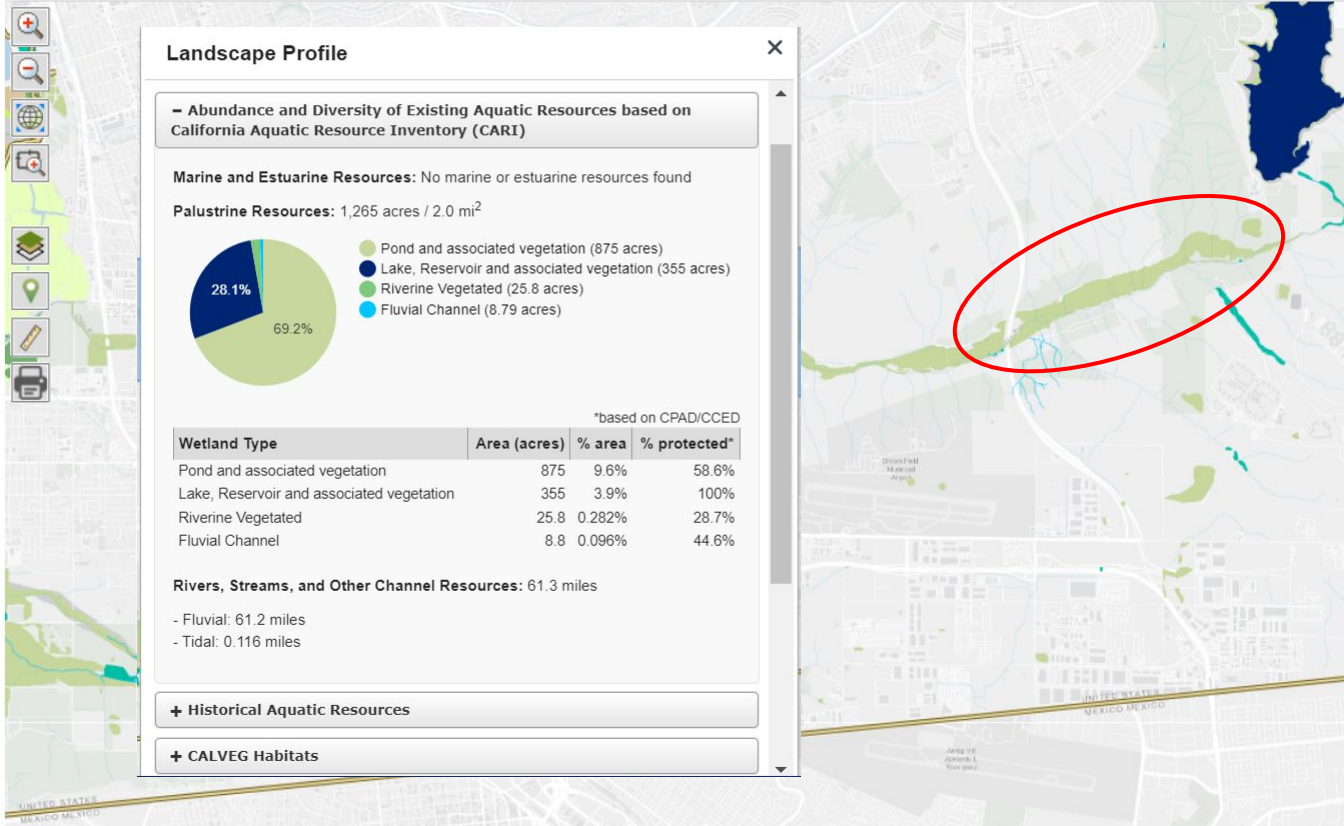 Landscape Profile
– Abundance and Diversity of Existing Aquatic Resources based on
California Aquatic Resource Inventory (CARI)
Marine and Estuarine Resources: No marine or estuarine resources found
Palustrine Resources: 1,265 acres / 2.0 mi²
Pond and associated vegetation (875 acres)
Lake, Reservoir and associated vegetation (355 acres)
Riverine Vegetated (25.8 acres)
Fluvial Channel (8.79 acres)
28.1%
69.2%
*based on CPAD/CCED
Wetland Type Area (acres) % area % protected*
Pond and associated vegetation 875 9.6% 58.6%
Lake, Reservoir and associated vegetation 355 3.9% 100%
Riverine Vegetated 25.8 0.282% 28.7%
Fluvial Channel 8.8 0.096% 44.6%
Rivers, Streams, and Other Channel Resources: 61.3 miles
- Fluvial: 61.2 miles
- Tidal: 0.116 miles
+ Historical Aquatic Resources
+ CALVEG Habitats
Brown Field
Municipal
Airport
UNITED STATES
MEXICO MEXICO
UNITED STATES
MEXICO MEXICO